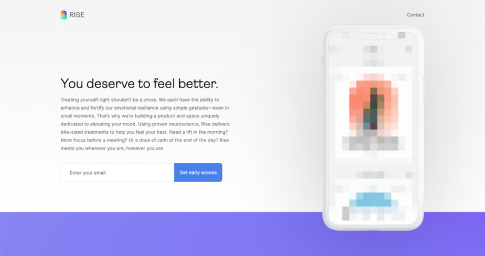 RISE
Contact
You deserve to feel better.
Treating yourself right shouldn't be a chore. We each have the ability to
enhance and fortify our emotional resilience using simple gestures—even in
small moments. That's why we're building a product and space uniquely
dedicated to elevating your mood. Using proven neuroscience, Rise delivers
bite-sized treatments to help you feel your best. Need a lift in the morning?
More focus before a meeting? Or a dose of calm at the end of the day? Rise
meets you wherever you are, however you are.
Enter your email
Get early access